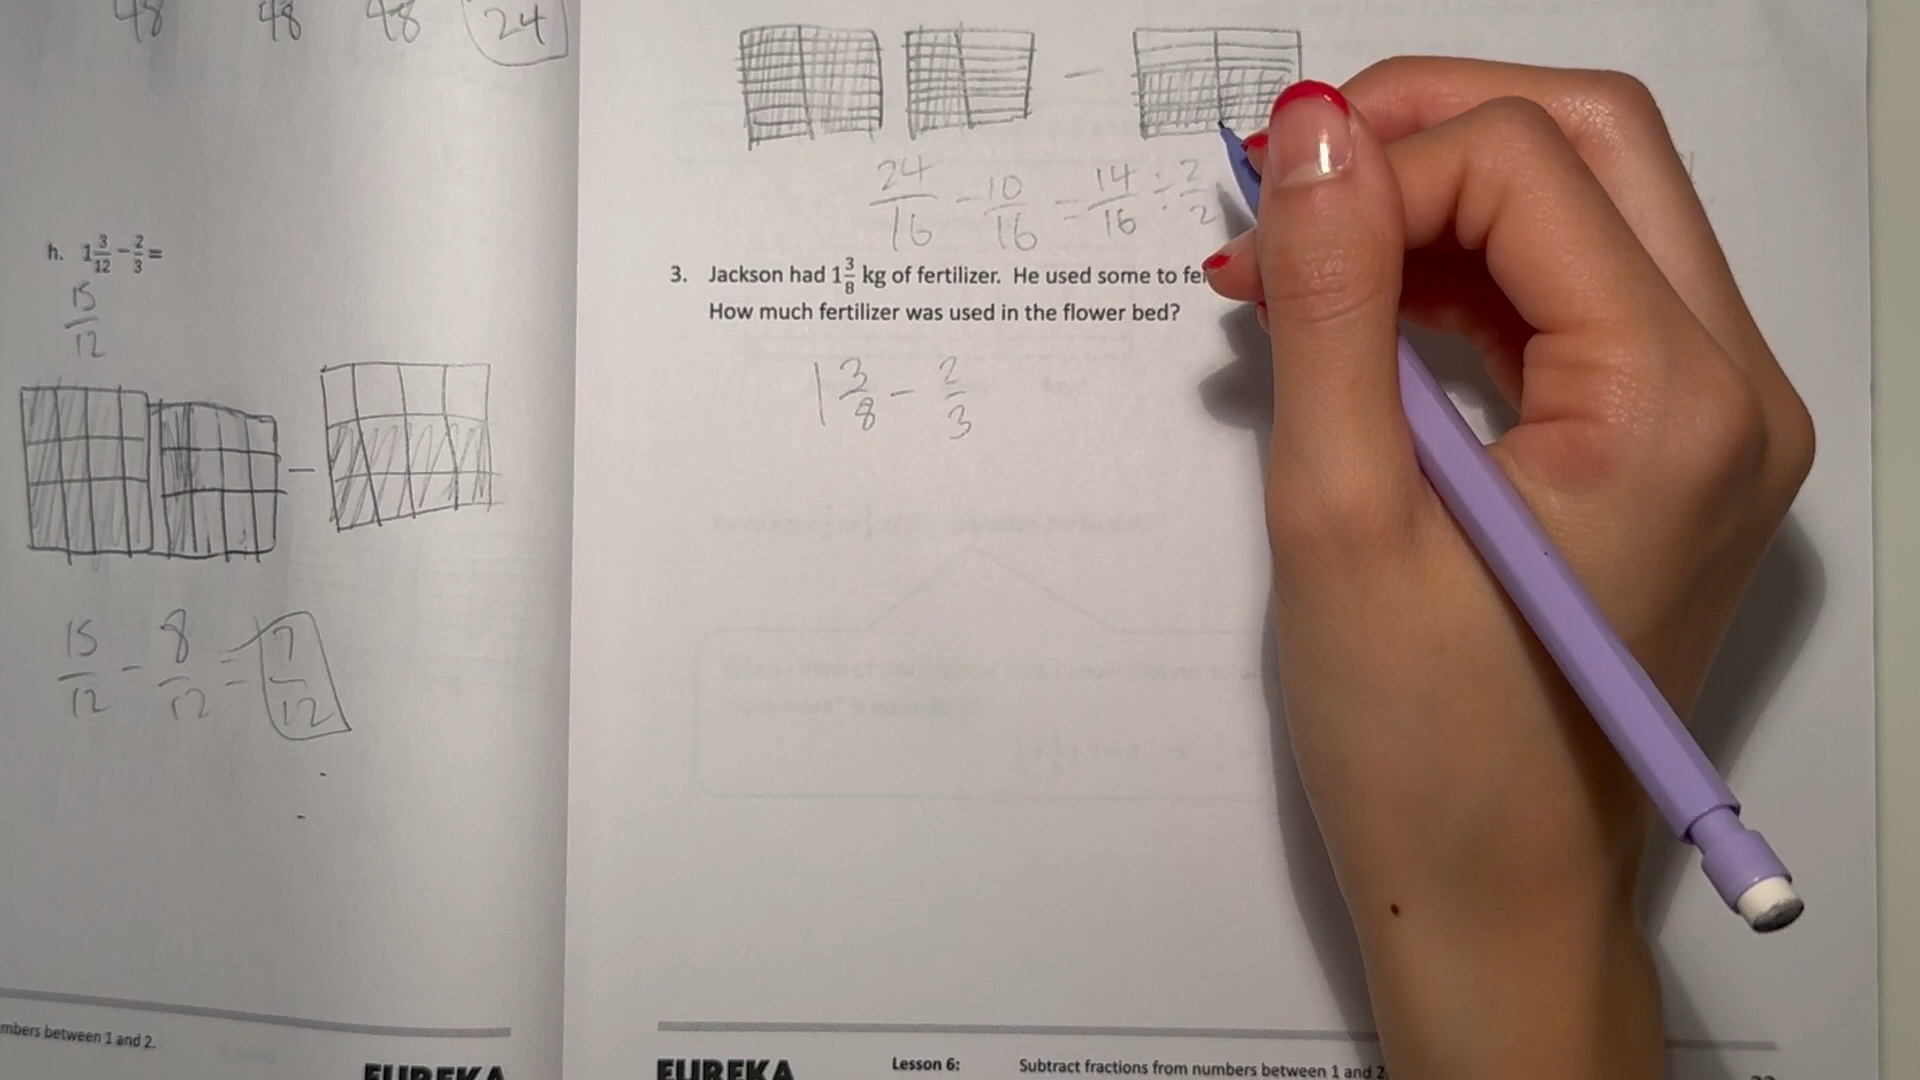 48 48 48 24
h. 1 3/12 − 2/3 =
15/12
15/12 - 8/12 = 7/12
mbers between 1 and 2.
EUREKA
24/16 - 10/16 = 14/16 ÷ 2/2
3. Jackson had 1 3/8 kg of fertilizer. He used some to fe
How much fertilizer was used in the flower bed?
1 3/8 - 2/3
EUREKA
Lesson 6: Subtract fractions from numbers between 1 and 2